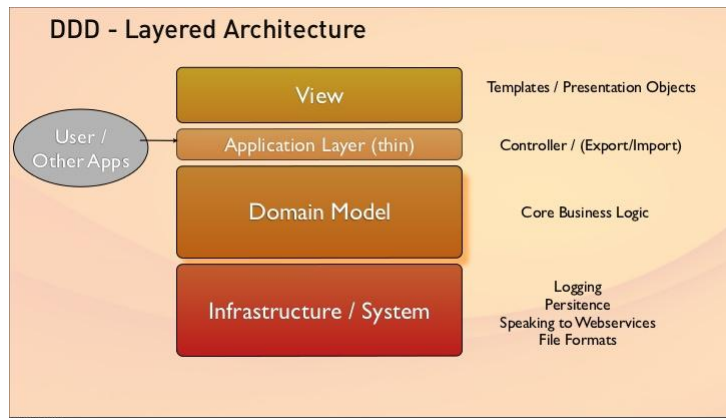 DDD - Layered Architecture
View
Templates / Presentation Objects
User /
Other Apps
Application Layer (thin)
Controller / (Export/Import)
Domain Model
Core Business Logic
Infrastructure / System
Logging
Persitence
Speaking to Webservices
File Formats